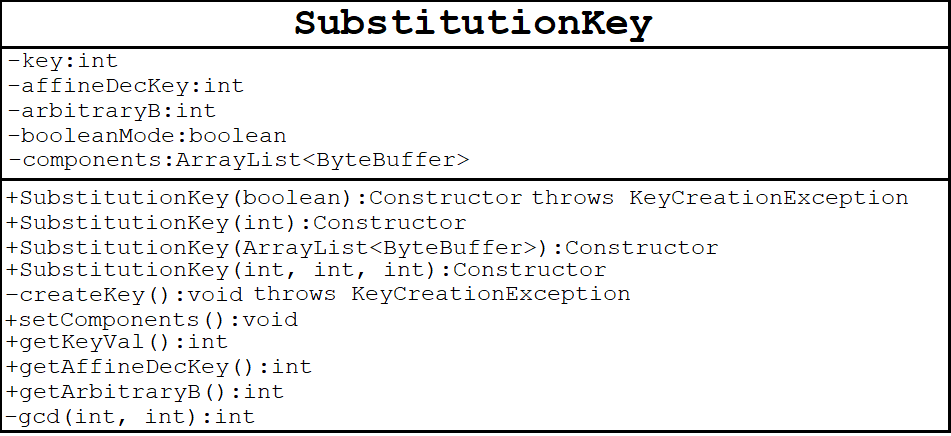 SubstitutionKey
-key:int
-affineDecKey:int
-arbitraryB:int
-booleanMode:boolean
-components:ArrayList<ByteBuffer>
+SubstitutionKey(boolean):Constructor throws KeyCreationException
+SubstitutionKey(int):Constructor
+SubstitutionKey(ArrayList<ByteBuffer>):Constructor
+SubstitutionKey(int, int, int):Constructor
-createKey():void throws KeyCreationException
+setComponents():void
+getKeyVal():int
+getAffineDecKey():int
+getArbitraryB():int
-gcd(int, int):int